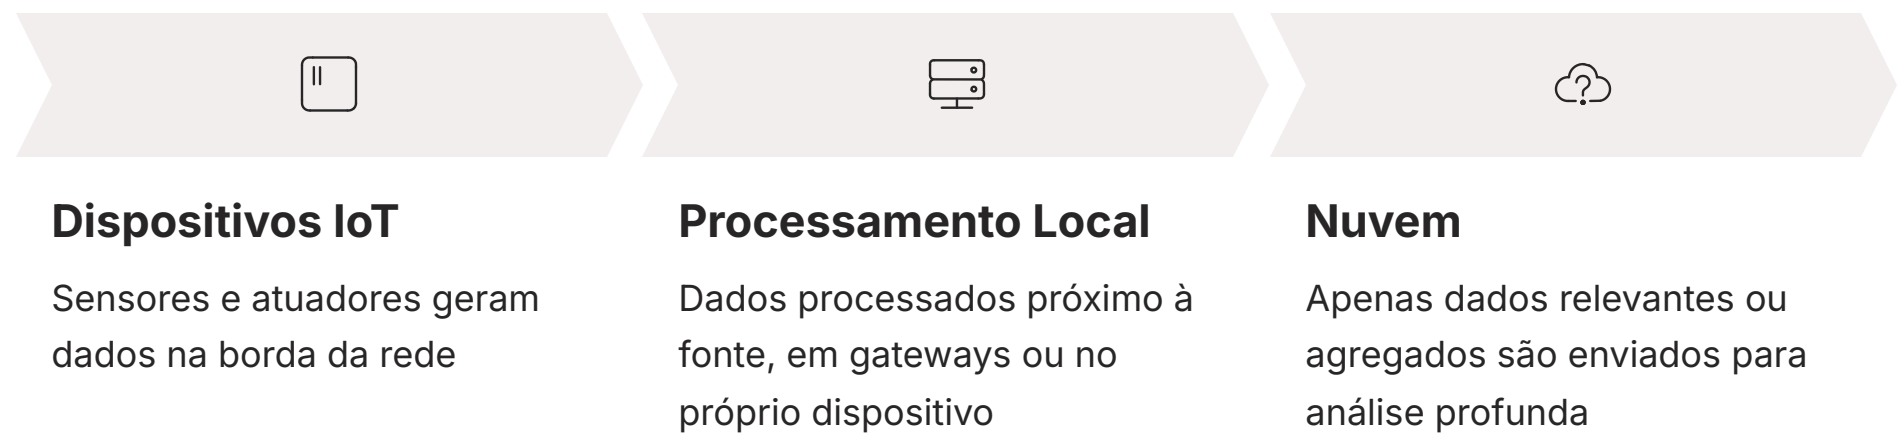 Dispositivos IoT
Sensores e atuadores geram
dados na borda da rede
Processamento Local
Dados processados próximo à
fonte, em gateways ou no
próprio dispositivo
Nuvem
Apenas dados relevantes ou
agregados são enviados para
análise profunda